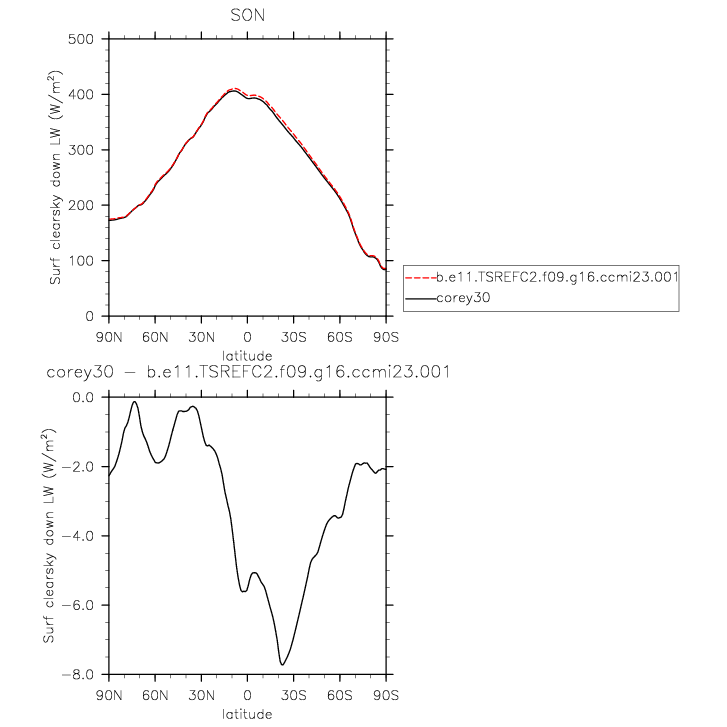 SON
Surf clearsky down LW (W/m²)
500
400
300
200
100
0
90N 60N 30N 0 30S 60S 90S
latitude
b.e11.TSREFC2.f09.g16.ccmi23.001
corey30
corey30 − b.e11.TSREFC2.f09.g16.ccmi23.001
Surf clearsky down LW (W/m²)
0.0
−2.0
−4.0
−6.0
−8.0
90N 60N 30N 0 30S 60S 90S
latitude